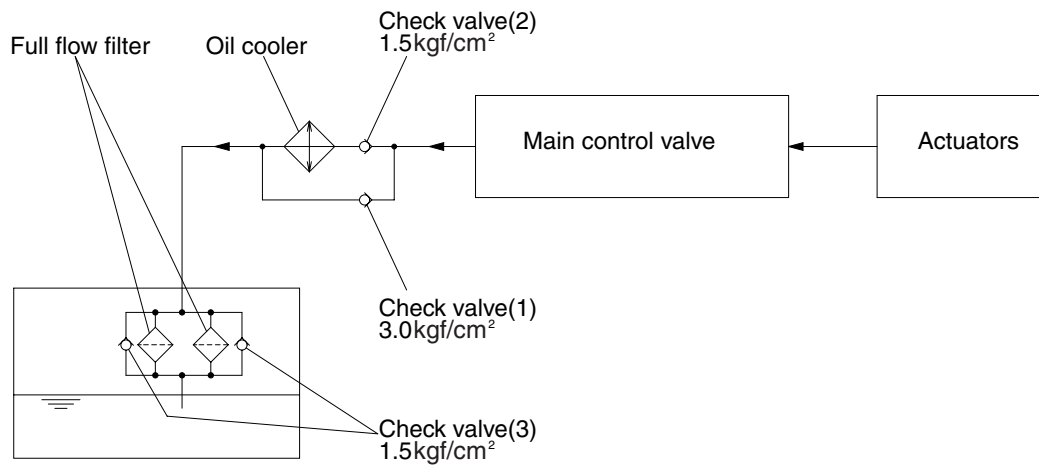 Check valve(2)
1.5kgf/cm²
Full flow filter
Oil cooler
Main control valve
Actuators
Check valve(1)
3.0kgf/cm²
Check valve(3)
1.5kgf/cm²